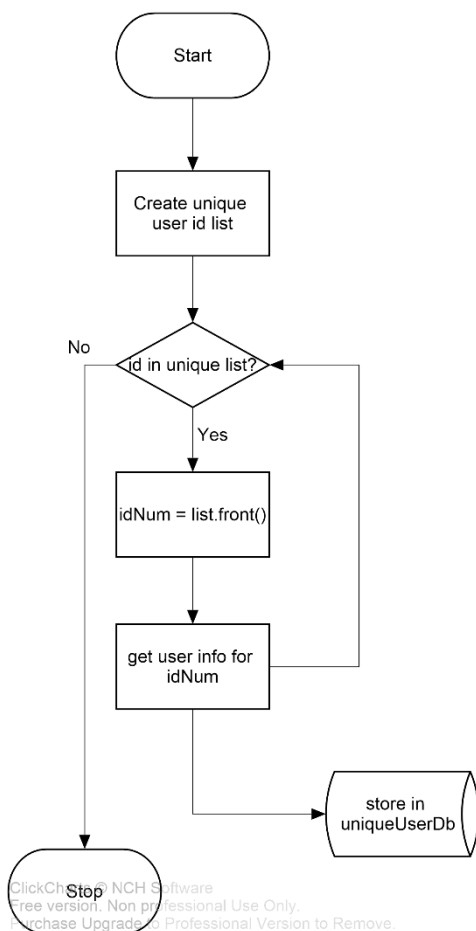 Start
Create unique
user id list
id in unique list?
No
Yes
idNum = list.front()
get user info for
idNum
store in
uniqueUserDb
Stop
ClickCharts © NCH Software
Free version. Non professional Use Only.
Purchase Upgrade to Professional Version to Remove.